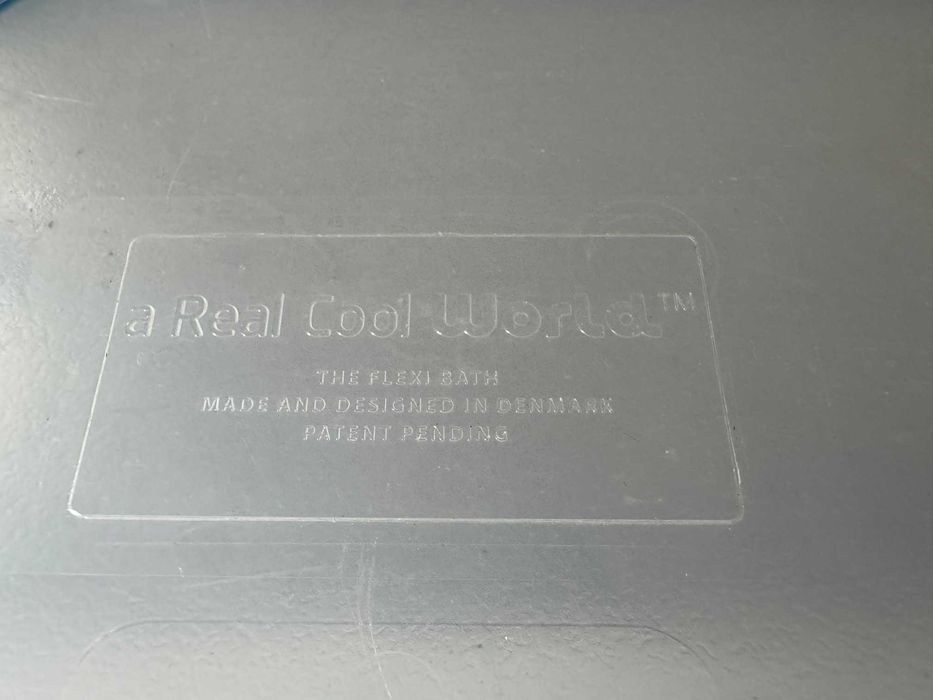 a Real Cool World™
THE FLEXI BATH
MADE AND DESIGNED IN DENMARK
PATENT PENDING